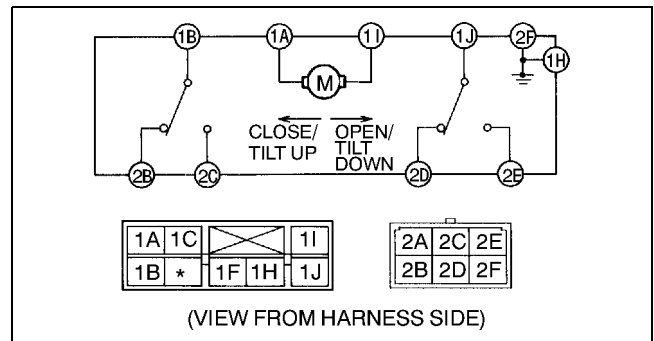 1B 1A 1I 1J 2F
1H
M
CLOSE/ OPEN/
TILT UP TILT
DOWN
2B 2C 2D 2E
1A 1C 1I
1B * 1F 1H 1J
2A 2C 2E
2B 2D 2F
(VIEW FROM HARNESS SIDE)